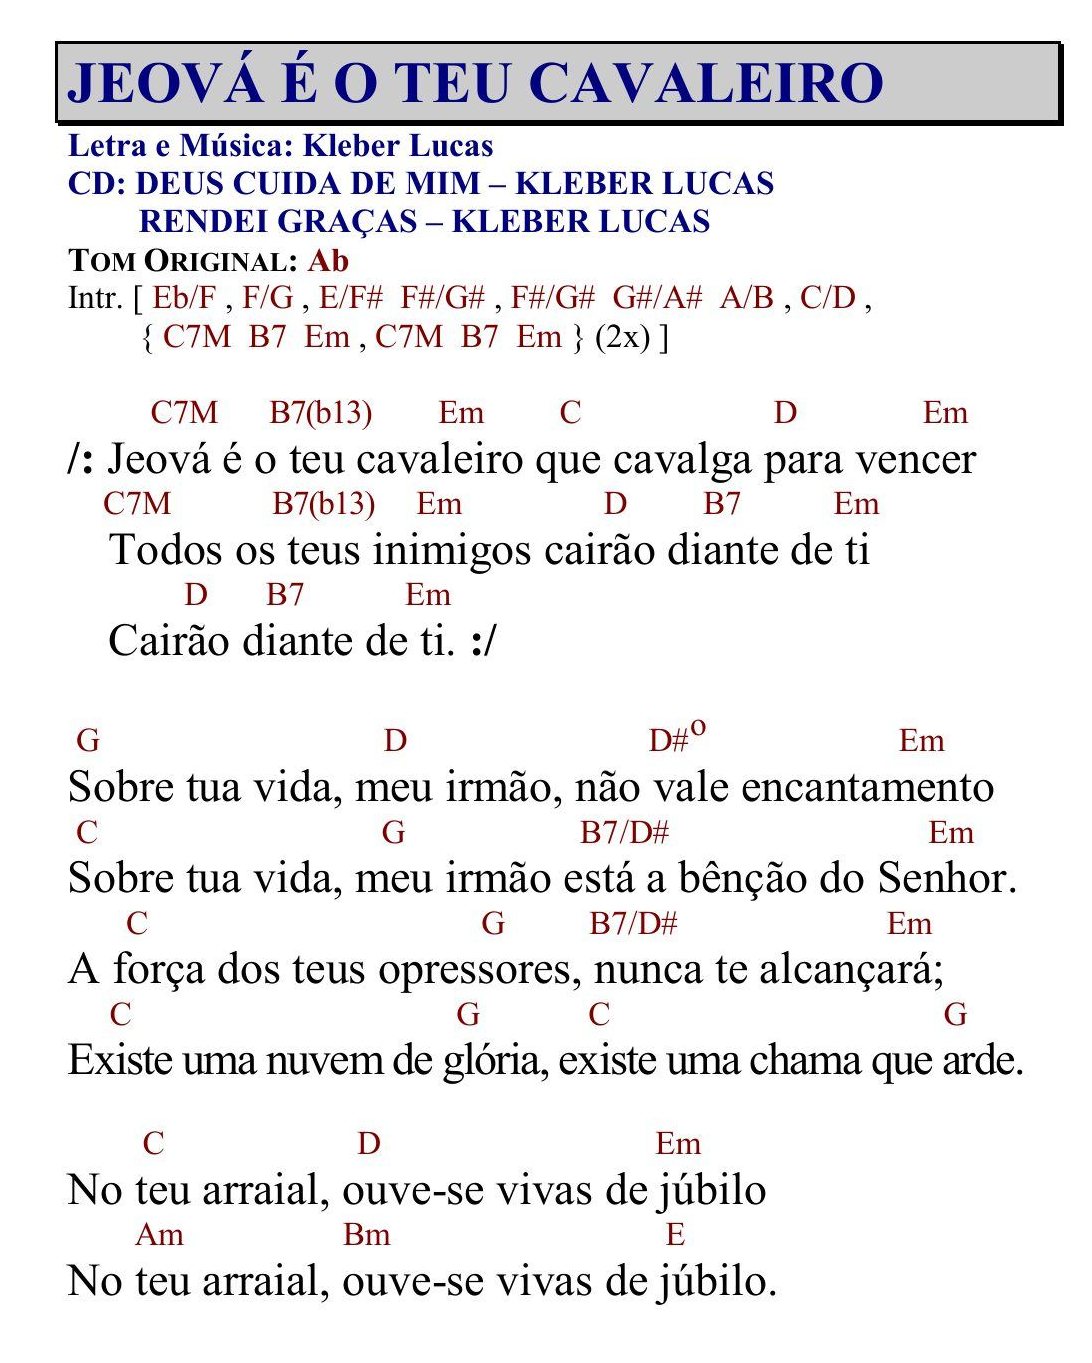 JEOVÁ É O TEU CAVALEIRO
Letra e Música: Kleber Lucas
CD: DEUS CUIDA DE MIM – KLEBER LUCAS
RENDEI GRAÇAS – KLEBER LUCAS
TOM ORIGINAL: Ab
Intr. [ Eb/F , F/G , E/F# F#/G# , F#/G# G#/A# A/B , C/D ,
{ C7M B7 Em , C7M B7 Em } (2x) ]
C7M B7(b13) Em C D Em
/: Jeová é o teu cavaleiro que cavalga para vencer
C7M B7(b13) Em D B7 Em
Todos os teus inimigos cairão diante de ti
D B7 Em
Cairão diante de ti. :/
G D D#º Em
Sobre tua vida, meu irmão, não vale encantamento
C G B7/D# Em
Sobre tua vida, meu irmão está a bênção do Senhor.
C G B7/D# Em
A força dos teus opressores, nunca te alcançará;
C G C G
Existe uma nuvem de glória, existe uma chama que arde.
C D Em
No teu arraial, ouve-se vivas de júbilo
Am Bm E
No teu arraial, ouve-se vivas de júbilo.